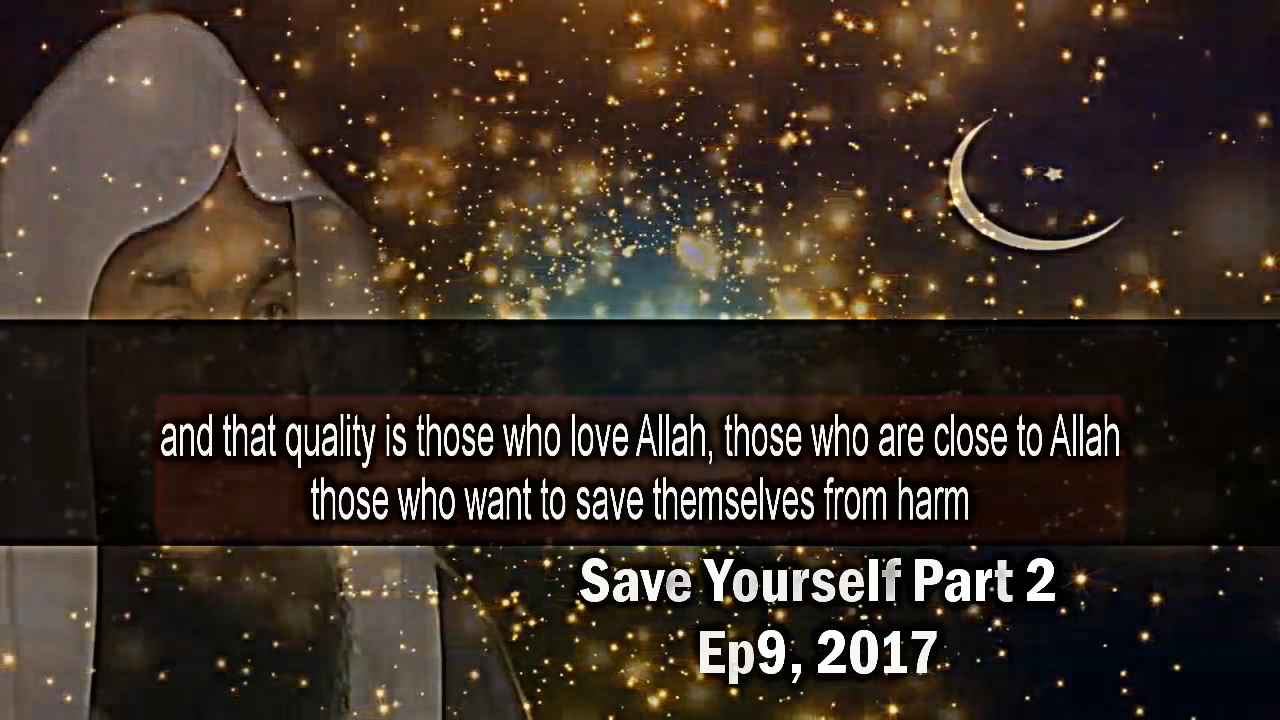 and that quality is those who love Allah, those who are close to Allah
those who want to save themselves from harm
Save Yourself Part 2
Ep9, 2017